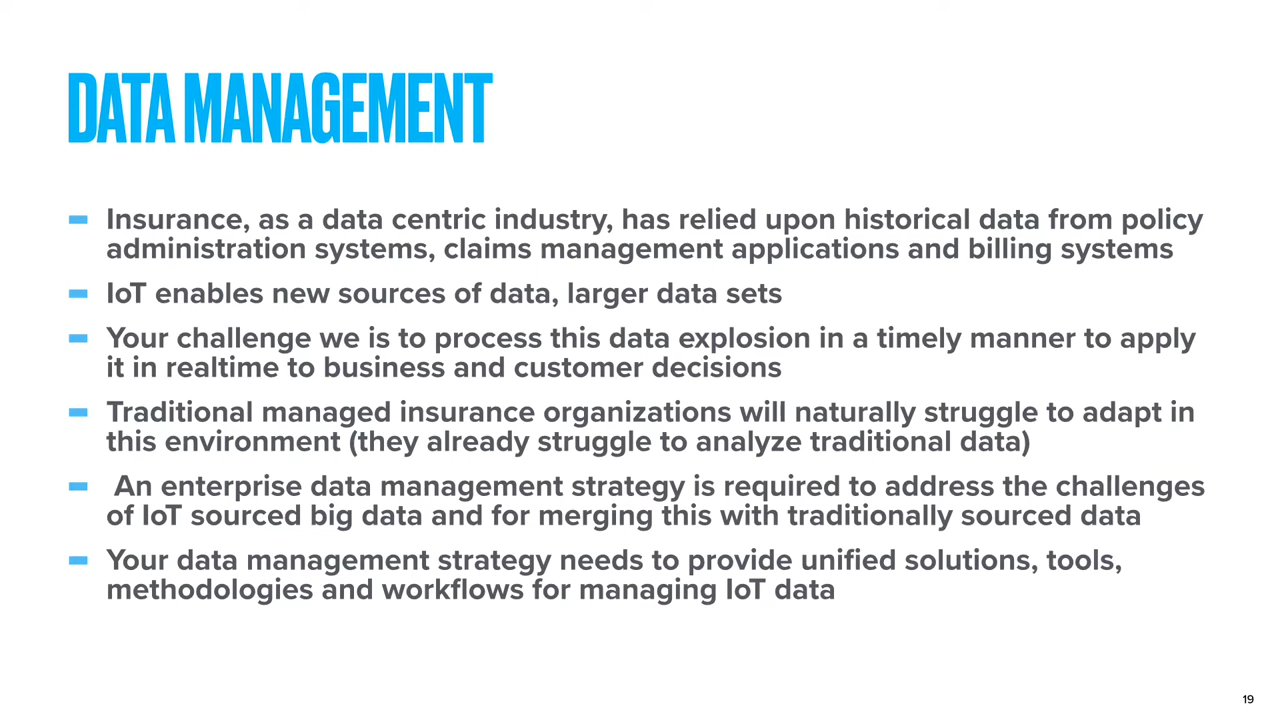 DATA MANAGEMENT
Insurance, as a data centric industry, has relied upon historical data from policy
administration systems, claims management applications and billing systems
IoT enables new sources of data, larger data sets
Your challenge we is to process this data explosion in a timely manner to apply
it in realtime to business and customer decisions
Traditional managed insurance organizations will naturally struggle to adapt in
this environment (they already struggle to analyze traditional data)
An enterprise data management strategy is required to address the challenges
of IoT sourced big data and for merging this with traditionally sourced data
Your data management strategy needs to provide unified solutions, tools,
methodologies and workflows for managing IoT data
19